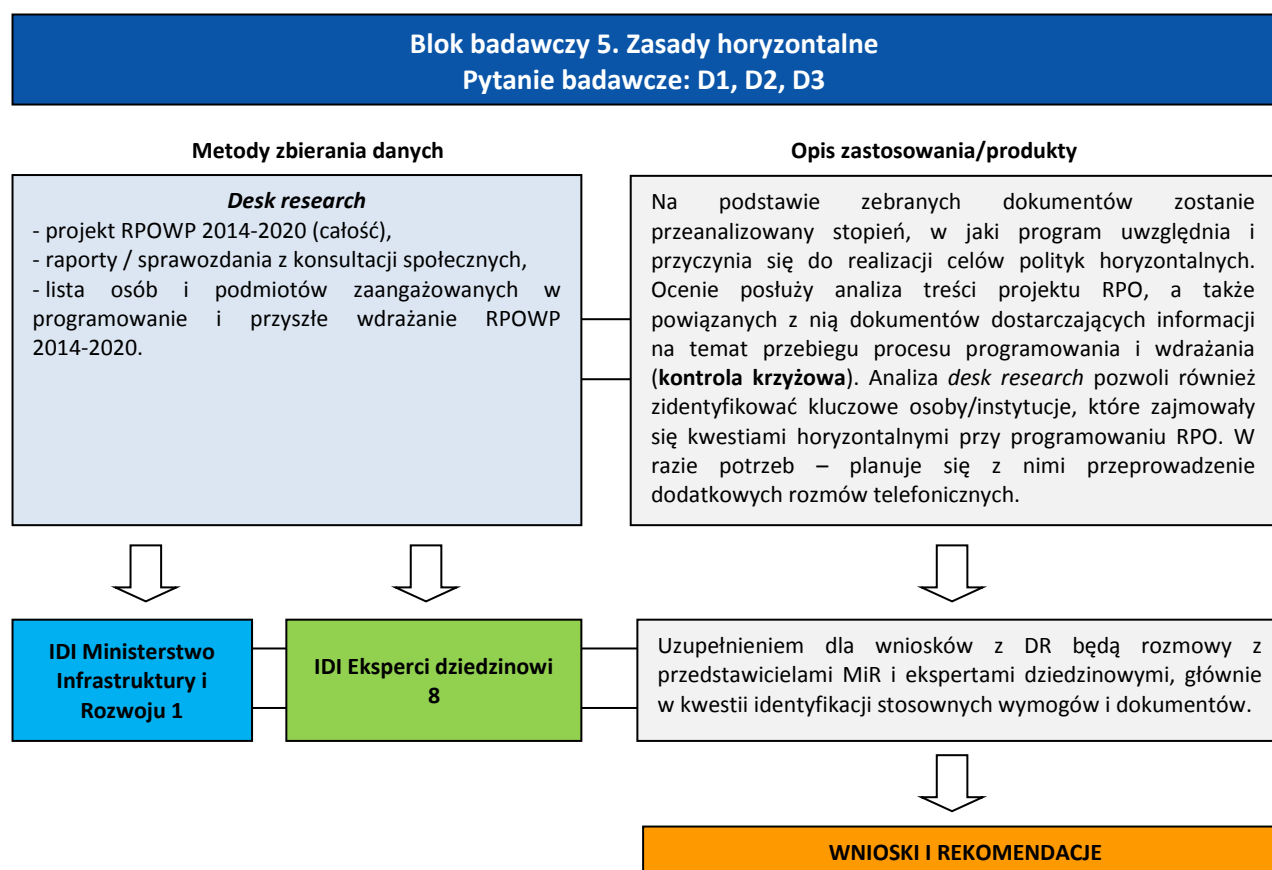 Blok badawczy 5. Zasady horyzontalne
Pytanie badawcze: D1, D2, D3
Metody zbierania danych
Opis zastosowania/produkty
Desk research
- projekt RPOWP 2014-2020 (całość),
- raporty / sprawozdania z konsultacji społecznych,
- lista osób i podmiotów zaangażowanych w
programowanie i przyszłe wdrażanie RPOWP
2014-2020.
Na podstawie zebranych dokumentów zostanie
przeanalizowany stopień, w jaki program uwzględnia i
przyczynia się do realizacji celów polityk horyzontalnych.
Ocenie posłuży analiza treści projektu RPO, a także
powiązanych z nią dokumentów dostarczających informacji
na temat przebiegu procesu programowania i wdrażania
(kontrola krzyżowa). Analiza desk research pozwoli również
zidentyfikować kluczowe osoby/instytucje, które zajmowały
się kwestiami horyzontalnymi przy programowaniu RPO. W
razie potrzeb – planuje się z nimi przeprowadzenie
dodatkowych rozmów telefonicznych.
IDI Ministerstwo
Infrastruktury i
Rozwoju 1
IDI Eksperci dziedzinowi
8
Uzupełnieniem dla wniosków z DR będą rozmowy z
przedstawicielami MiR i ekspertami dziedzinowymi, głównie
w kwestii identyfikacji stosownych wymogów i dokumentów.
WNIOSKI I REKOMENDACJE